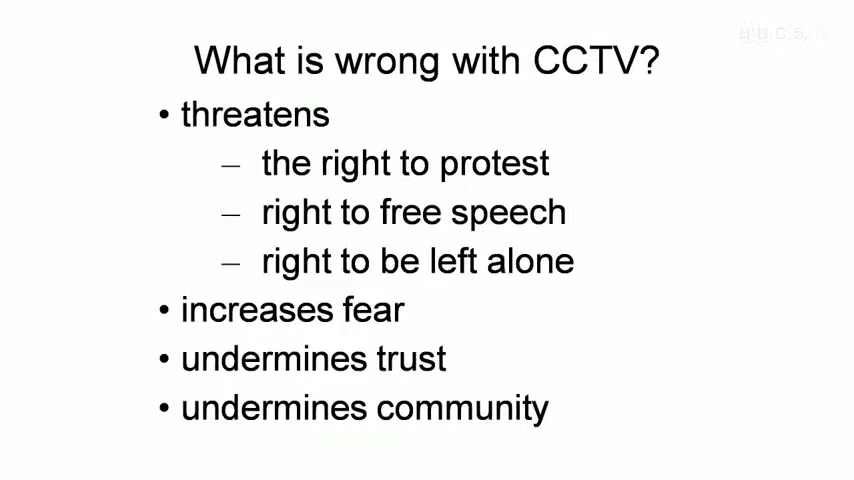 What is wrong with CCTV?
• threatens
– the right to protest
– right to free speech
– right to be left alone
• increases fear
• undermines trust
• undermines community